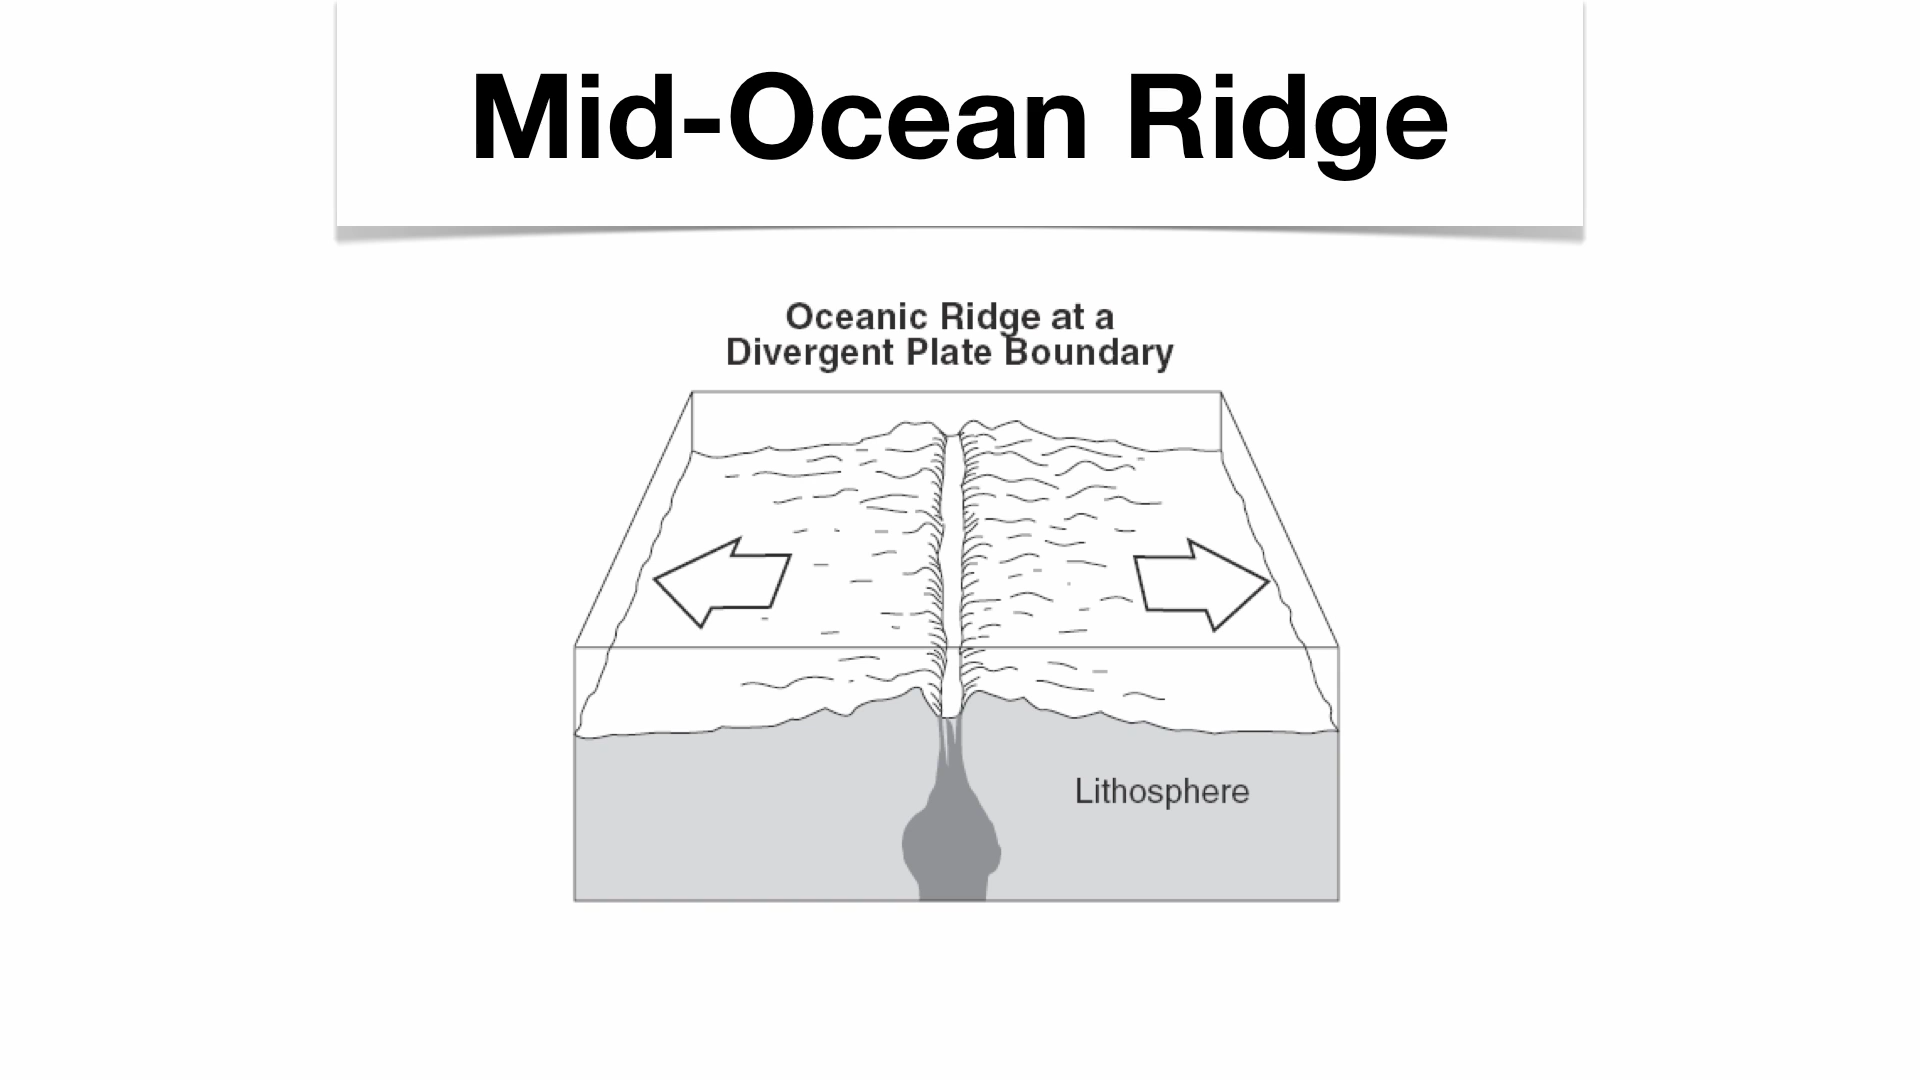 Mid-Ocean Ridge
Oceanic Ridge at a
Divergent Plate Boundary
Lithosphere